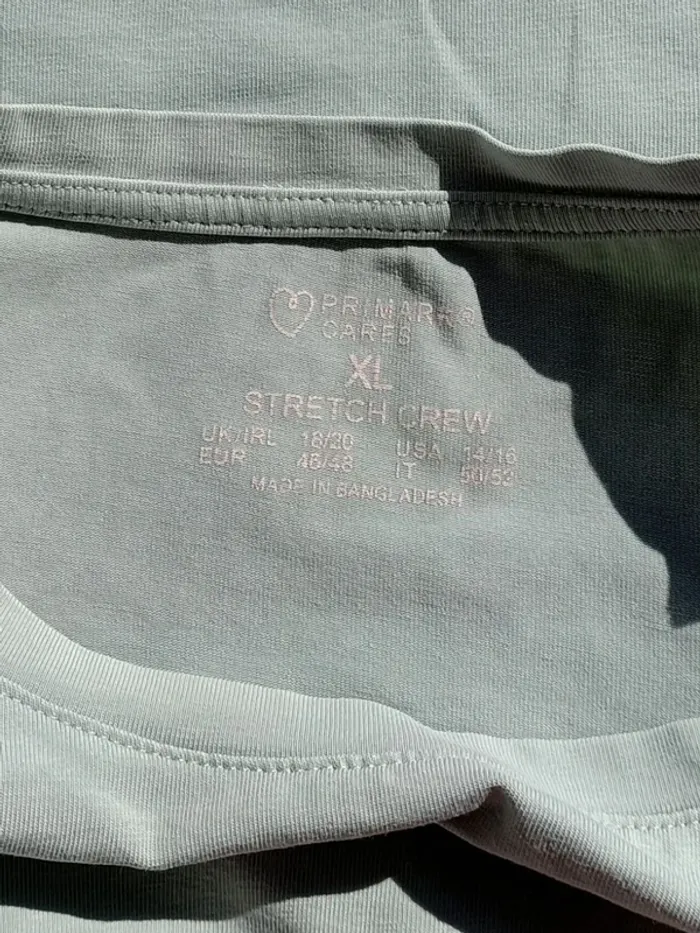 PRIMARK®
CARES
XL
STRETCH CREW
UK/IRL 18/20 USA 14/16
EUR 46/48 IT 50/52
MADE IN BANGLADESH